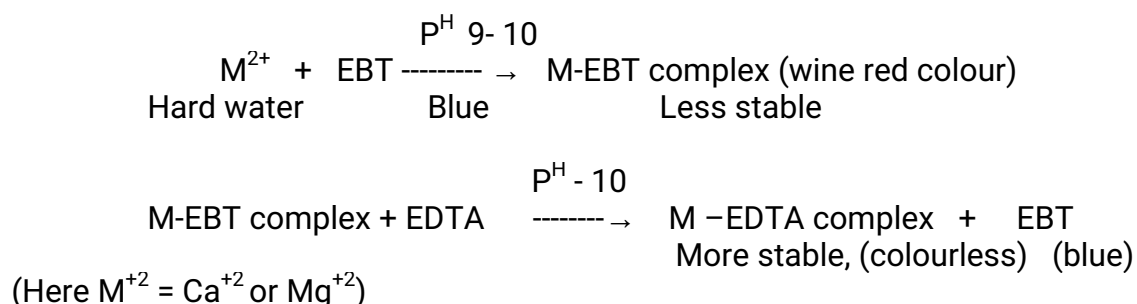 P^H 9- 10
M^2+ + EBT --------- → M-EBT complex (wine red colour)
Hard water Blue Less stable
P^H - 10
M-EBT complex + EDTA --------→ M –EDTA complex + EBT
More stable, (colourless) (blue)
(Here M^+2 = Ca^+2 or Mg^+2)